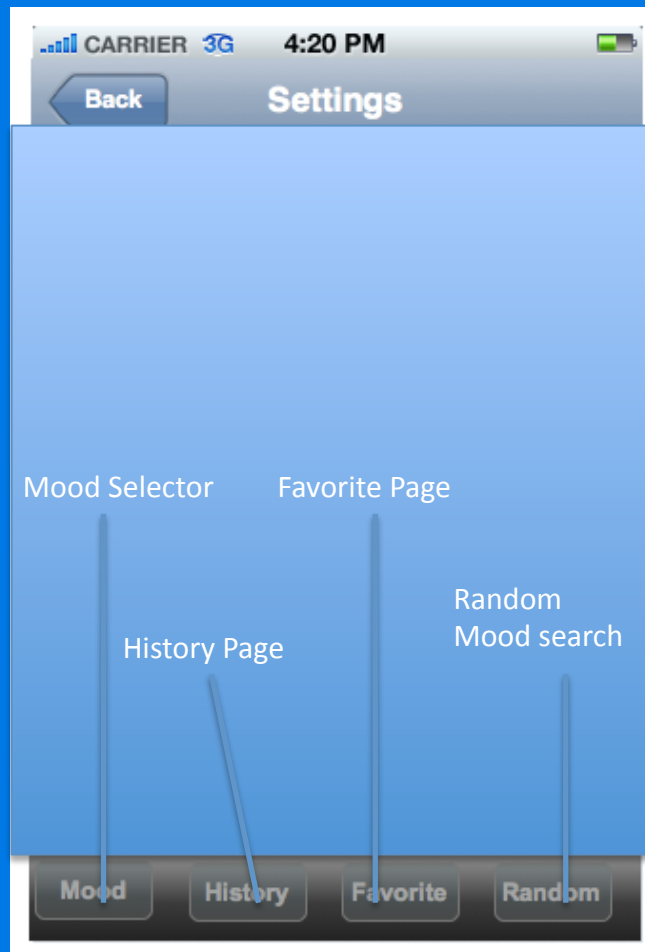 CARRIER 3G 4:20 PM
Back Settings
Mood Selector Favorite Page
Random
Mood search
History Page
Mood History Favorite Random